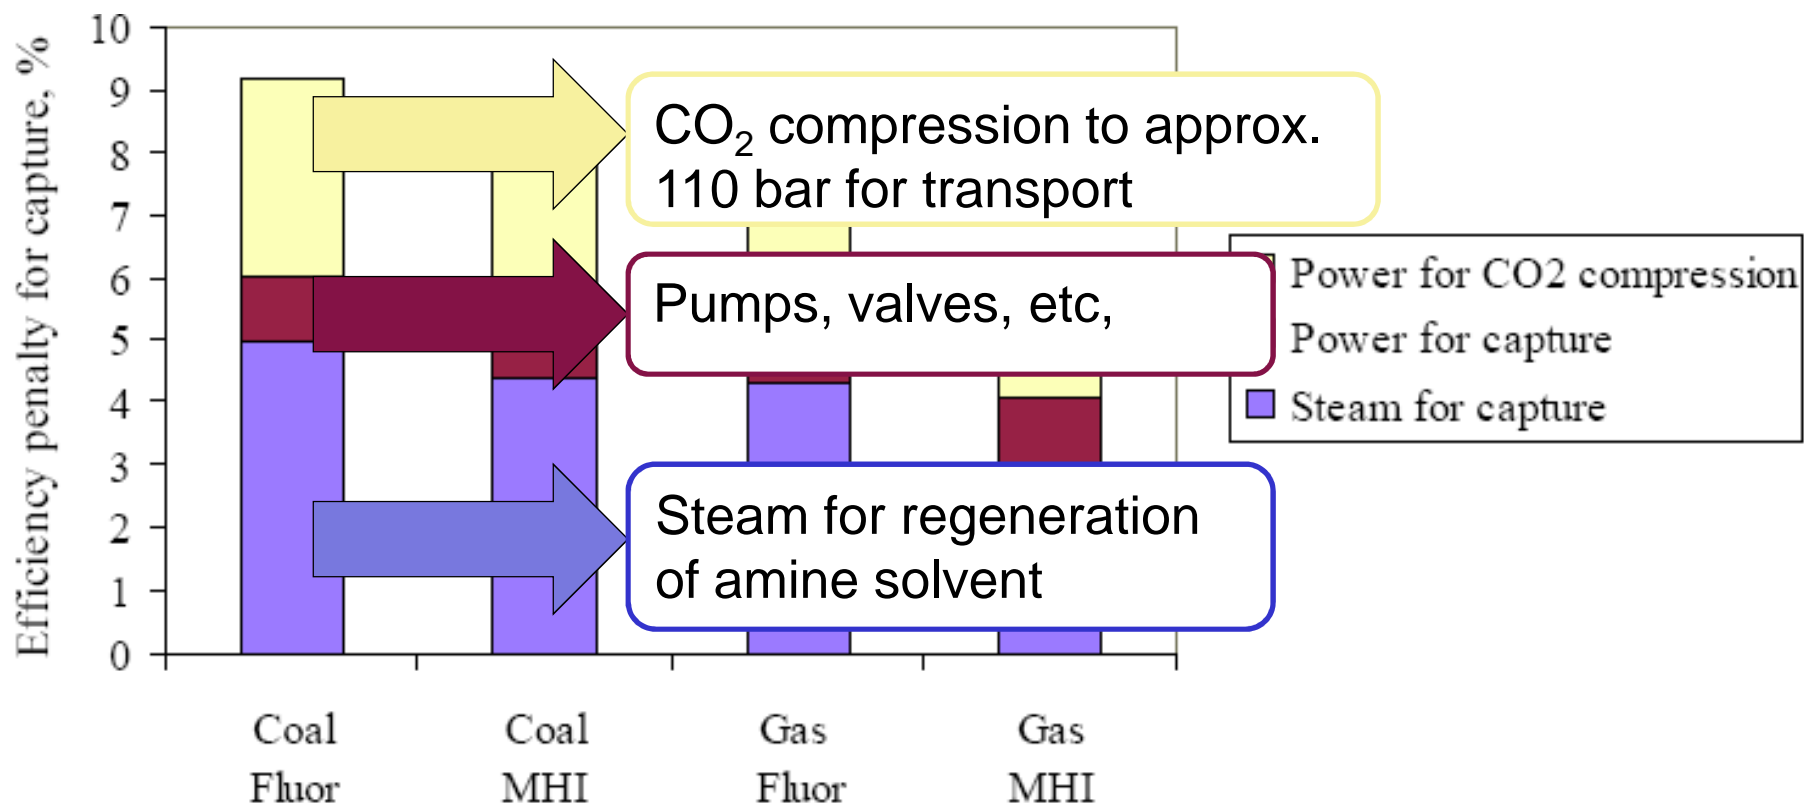 Efficiency penalty for capture, %
10
9
8
7
6
5
4
3
2
1
0
CO₂ compression to approx.
110 bar for transport
Pumps, valves, etc,
Steam for regeneration
of amine solvent
Power for CO2 compression
Power for capture
Steam for capture
Coal
Fluor
Coal
MHI
Gas
Fluor
Gas
MHI